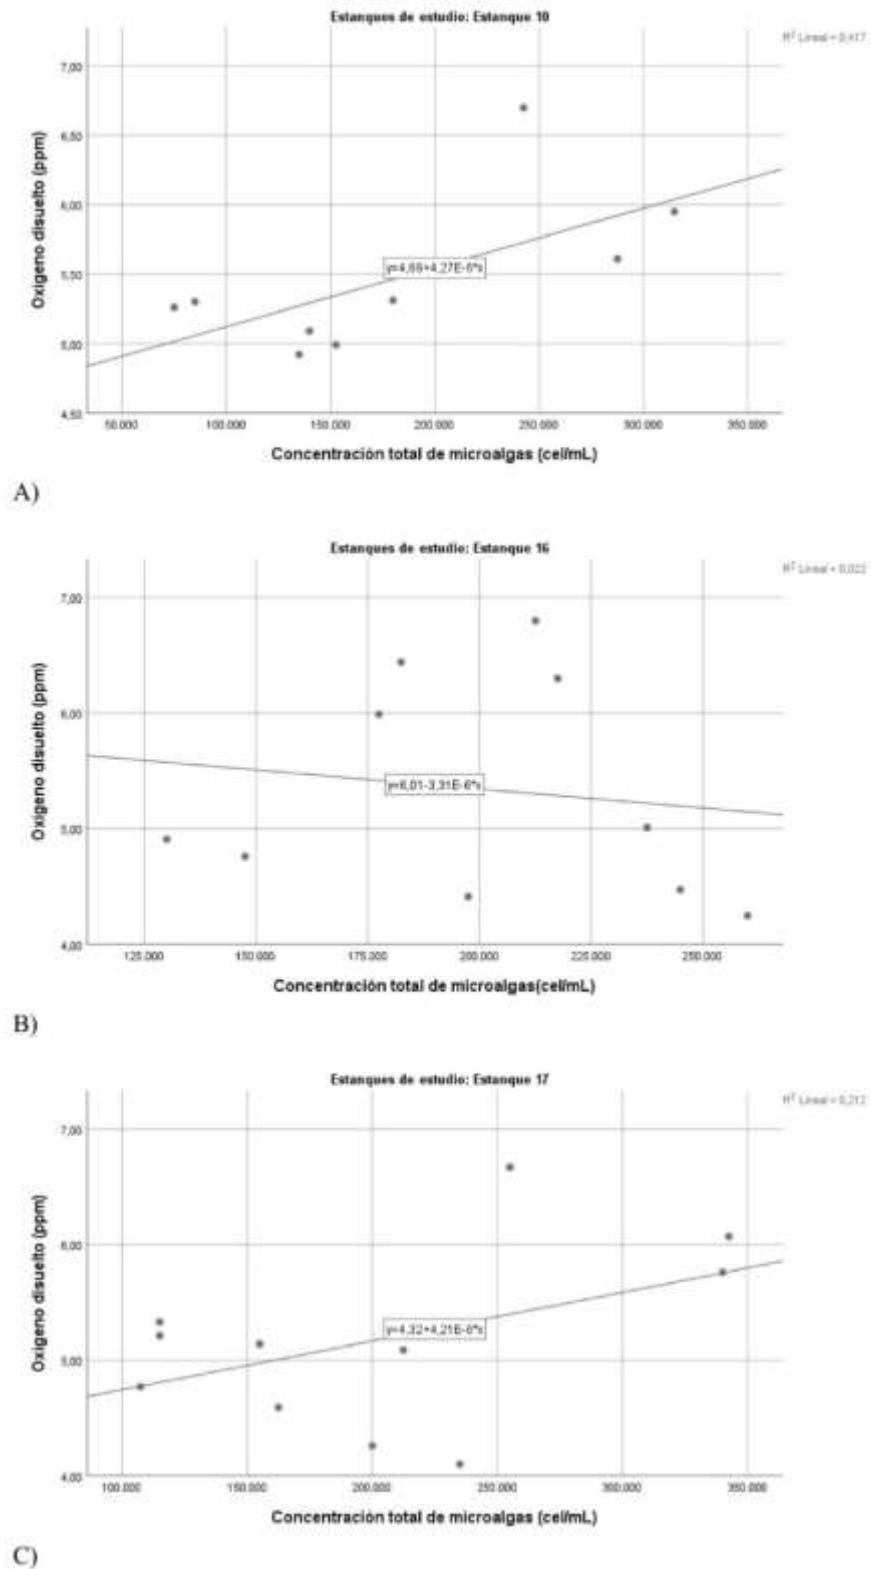 Estanques de estudio: Estanque 10
R² Lineal = 0,417
Oxigeno disuelto (ppm)
7,00
6,50
6,00
5,50
5,00
4,50
y=4,69+4,27E-6*x
50.000 100.000 150.000 200.000 250.000 300.000 350.000
Concentración total de microalgas (cel/mL)
A)
Estanques de estudio: Estanque 16
R² Lineal = 0,022
Oxigeno disuelto (ppm)
7,00
6,00
5,00
4,00
y=6,01-3,31E-6*x
125.000 150.000 175.000 200.000 225.000 250.000
Concentración total de microalgas(cel/mL)
B)
Estanques de estudio: Estanque 17
R² Lineal = 0,212
Oxigeno disuelto (ppm)
7,00
6,00
5,00
4,00
y=4,32+4,21E-6*x
100.000 150.000 200.000 250.000 300.000 350.000
Concentración total de microalgas (cel/mL)
C)